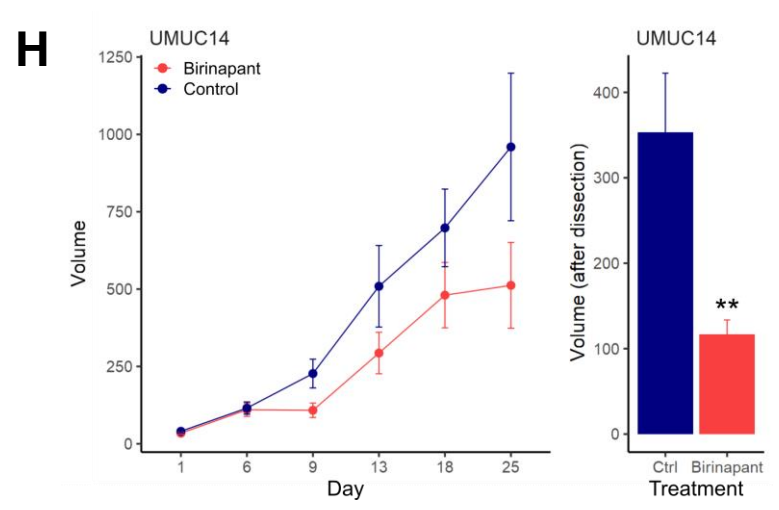 H
UMUC14
Birinapant
Control
1250
1000
750
500
250
0
Volume
1 6 9 13 18 25
Day
UMUC14
400
300
200
100
0
Volume (after dissection)
**
Ctrl Birinapant
Treatment